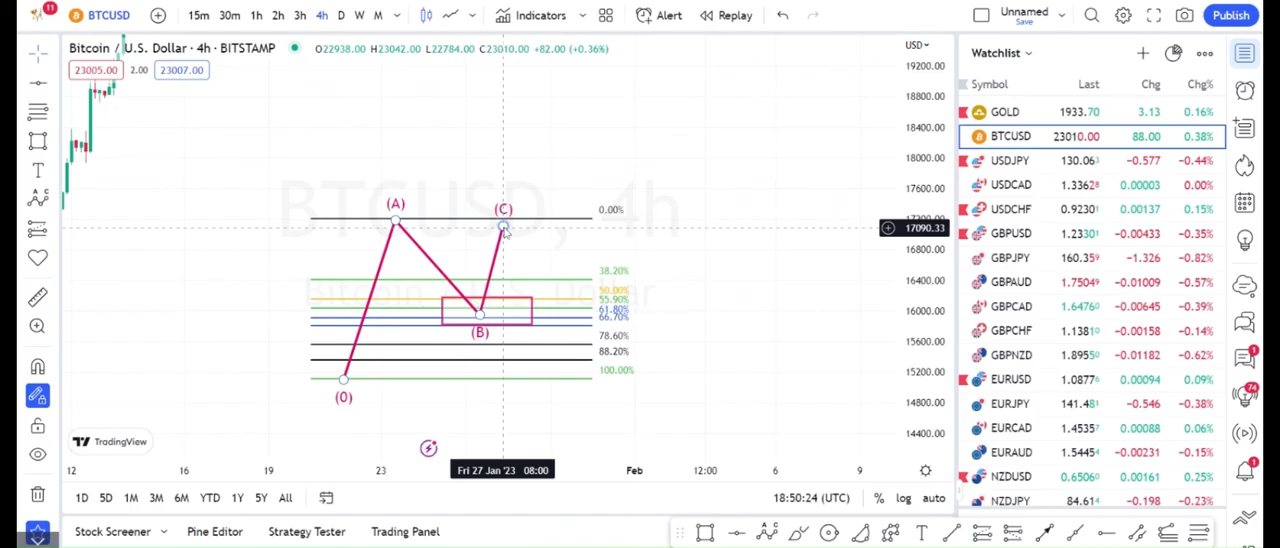 11
BTCUSD
15m 30m 1h 2h 3h 4h D W M
Indicators
Alert
Replay
Unnamed
Save
Publish
Bitcoin / U.S. Dollar · 4h · BITSTAMP
O22938.00 H23042.00 L22784.00 C23010.00 +82.00 (+0.36%)
23005.00 2.00 23007.00
USD
19200.00
18800.00
18400.00
18000.00
17600.00
17200.00
17090.33
16800.00
16400.00
16000.00
15600.00
15200.00
14800.00
14400.00
BTCUSD, 4h
Bitcoin / U.S. Dollar
(A)
(C)
(B)
(0)
0.00%
38.20%
50.00%
55.90%
61.80%
66.70%
78.60%
88.20%
100.00%
TradingView
12 16 19 23 Fri 27 Jan '23 08:00 Feb 12:00 6 9
1D 5D 1M 3M 6M YTD 1Y 5Y All
18:50:24 (UTC) % log auto
Stock Screener Pine Editor Strategy Tester Trading Panel
Watchlist
Symbol Last Chg Chg%
GOLD 1933.70 3.13 0.16%
BTCUSD 23010.00 88.00 0.38%
USDJPY 130.063 −0.577 −0.44%
USDCAD 1.33628 0.00003 0.00%
USDCHF 0.92301 0.00137 0.15%
GBPUSD 1.23301 −0.00433 −0.35%
GBPJPY 160.359 −1.326 −0.82%
GBPAUD 1.75049 −0.01009 −0.57%
GBPCAD 1.64760 −0.00645 −0.39%
GBPCHF 1.13810 −0.00158 −0.14%
GBPNZD 1.89550 −0.01182 −0.62%
EURUSD 1.08776 0.00094 0.09%
EURJPY 141.481 −0.546 −0.38%
EURCAD 1.45357 0.00088 0.06%
EURAUD 1.54454 −0.00231 −0.15%
NZDUSD 0.65060 0.00161 0.25%
NZDJPY 84.614 −0.198 −0.23%
1
74